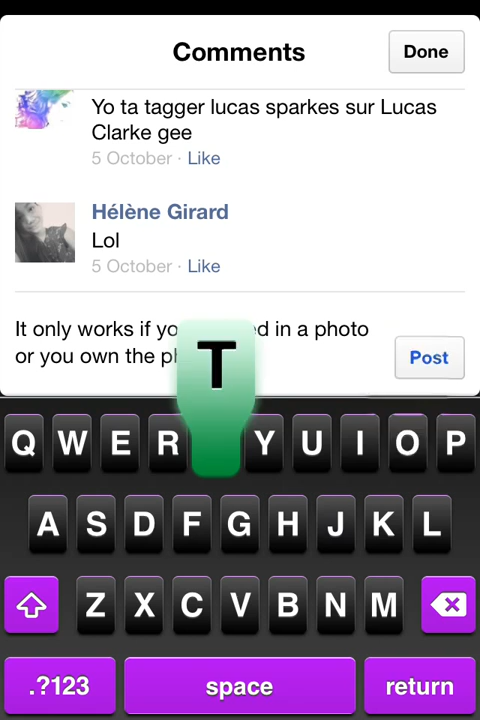 Comments
Done
Yo ta tagger lucas sparkes sur Lucas
Clarke gee
5 October · Like
Hélène Girard
Lol
5 October · Like
It only works if in a photo
or you own the
Post
T
Q W E R Y U I O P
A S D F G H J K L
Z X C V B N M
.?123 space return